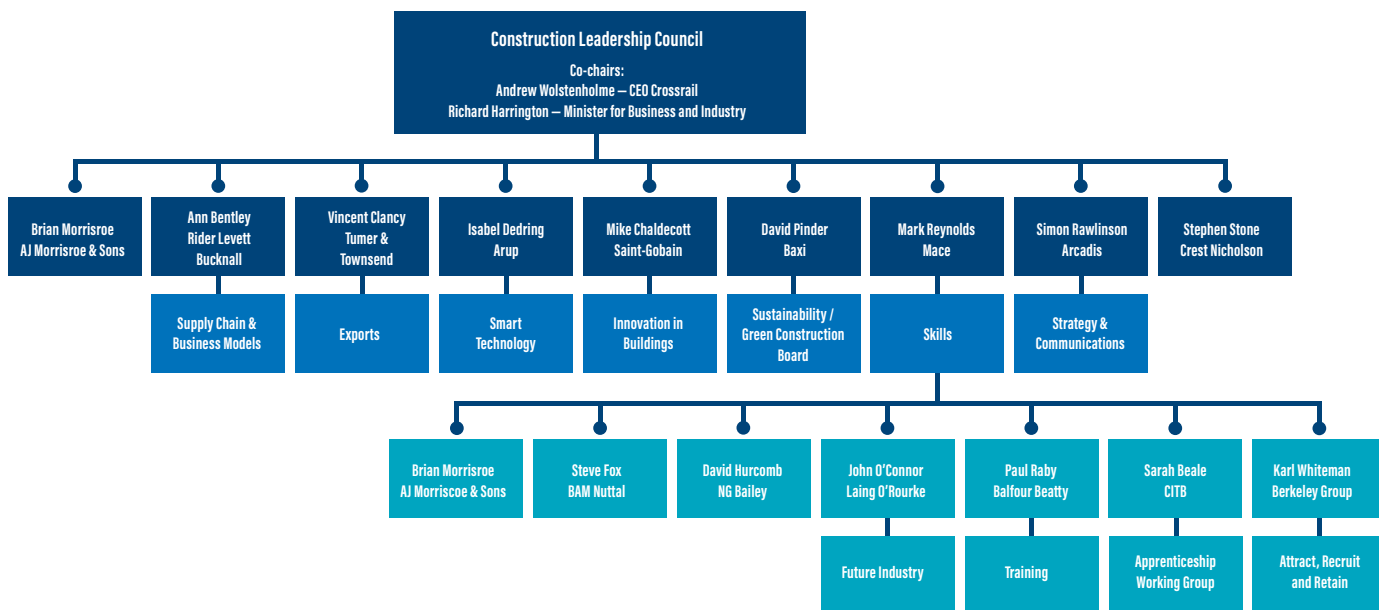 Construction Leadership Council
Co-chairs:
Andrew Wolstenholme — CEO Crossrail
Richard Harrington — Minister for Business and Industry
Brian Morrisroe
AJ Morrisroe & Sons
Ann Bentley
Rider Levett
Bucknall
Vincent Clancy
Turner &
Townsend
Isabel Dedring
Arup
Mike Chaldecott
Saint-Gobain
David Pinder
Baxi
Mark Reynolds
Mace
Simon Rawlinson
Arcadis
Stephen Stone
Crest Nicholson
Supply Chain &
Business Models
Exports
Smart
Technology
Innovation in
Buildings
Sustainability /
Green Construction
Board
Skills
Strategy &
Communications
Brian Morrisroe
AJ Morriscoe & Sons
Steve Fox
BAM Nuttal
David Hurcomb
NG Bailey
John O’Connor
Laing O’Rourke
Paul Raby
Balfour Beatty
Sarah Beale
CITB
Karl Whiteman
Berkeley Group
Future Industry
Training
Apprenticeship
Working Group
Attract, Recruit
and Retain